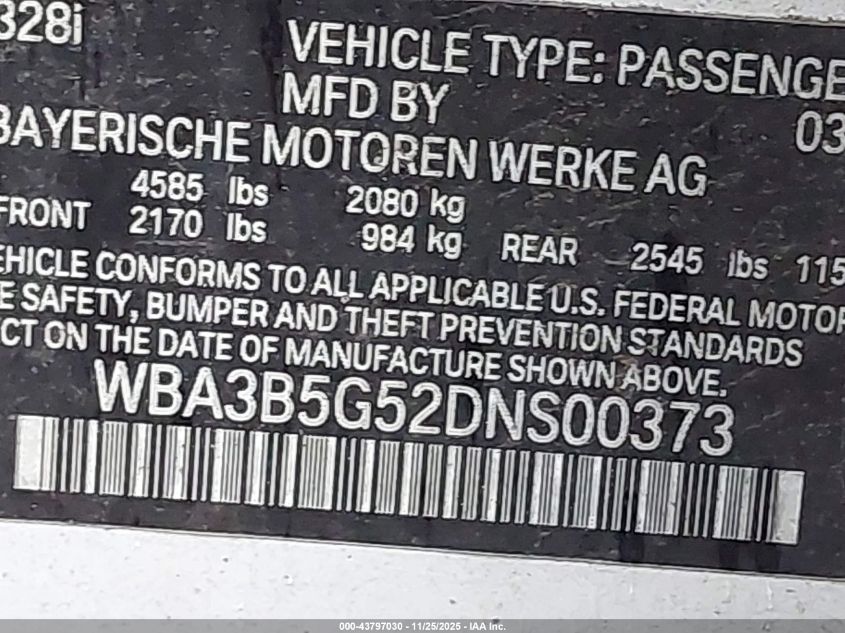 328i
VEHICLE TYPE: PASSENGE
MFD BY
03
BAYERISCHE MOTOREN WERKE AG
4585 lbs 2080 kg
FRONT 2170 lbs 984 kg REAR 2545 lbs 115
EHICLE CONFORMS TO ALL APPLICABLE U.S. FEDERAL MOTOR
E SAFETY, BUMPER AND THEFT PREVENTION STANDARDS
CT ON THE DATE OF MANUFACTURE SHOWN ABOVE.
WBA3B5G52DNS00373
000-43797030 - 11/25/2025 - IAA Inc.